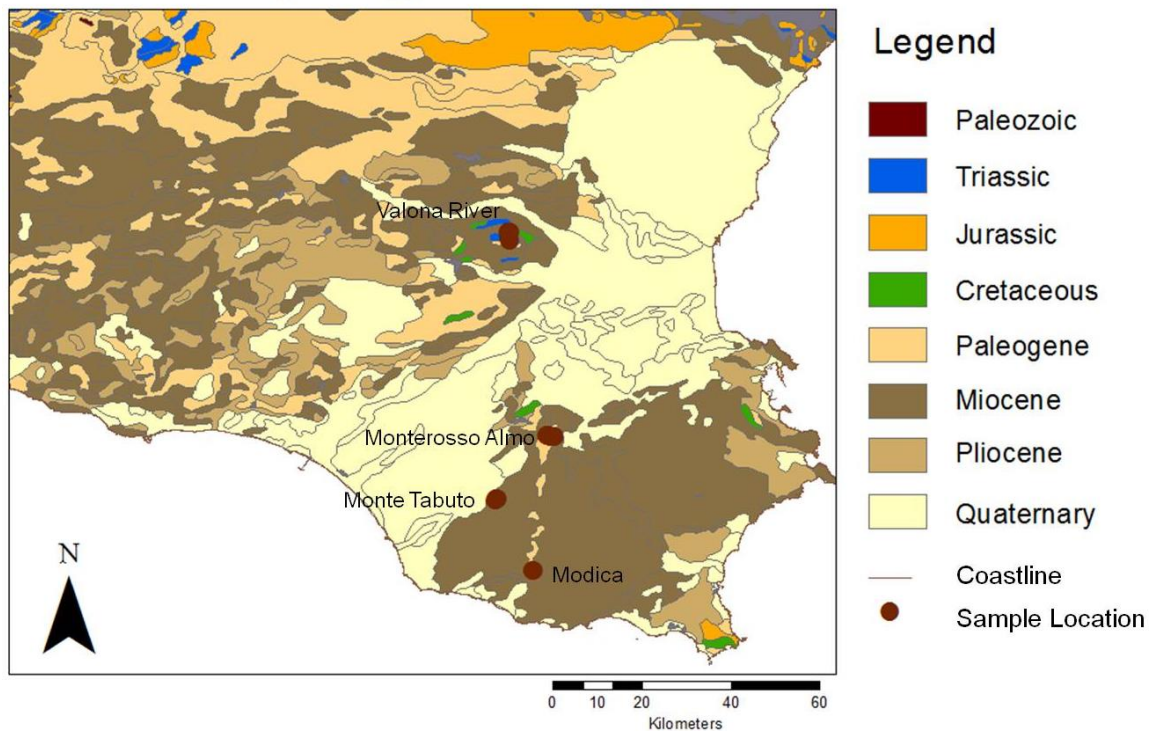 Valona River
Monterosso Almo
Monte Tabuto
Modica
N
Legend
Paleozoic
Triassic
Jurassic
Cretaceous
Paleogene
Miocene
Pliocene
Quaternary
Coastline
Sample Location
0 10 20 40 60
Kilometers